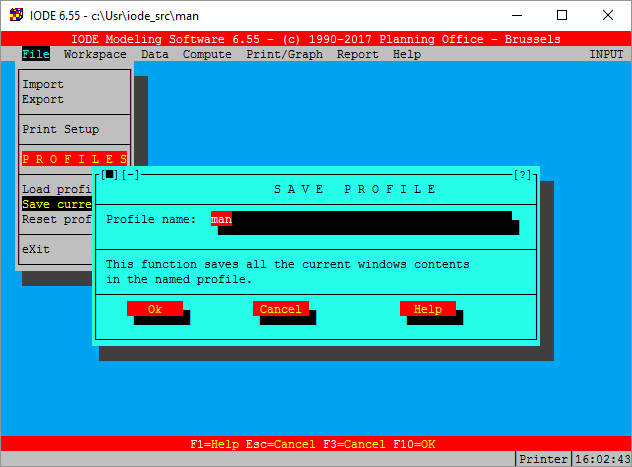 IODE 6.55 - c:\Usr\iode_src\man
IODE Modeling Software 6.55 - (c) 1990-2017 Planning Office - Brussels
File Workspace Data Compute Print/Graph Report Help INPUT
Import
Export
Print Setup
P R O F I L E S
Load profi
Save curre
Reset prof
eXit
[■][-] [?]
S A V E P R O F I L E
Profile name: man
This function saves all the current windows contents
in the named profile.
Ok Cancel Help
F1=Help Esc=Cancel F3=Cancel F10=OK
Printer 16:02:43